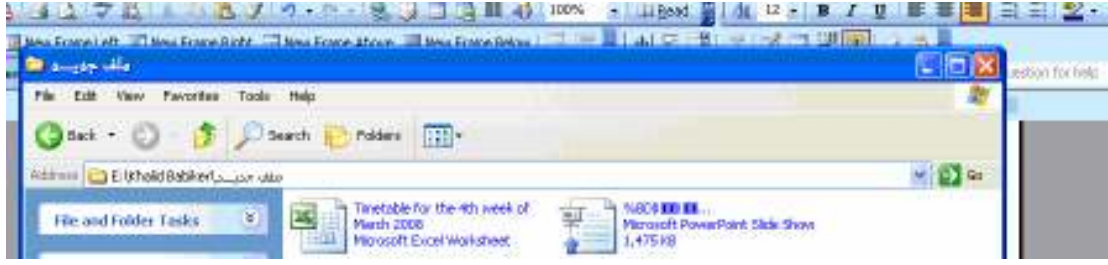 100% Read 12 B I U
New Frame Left New Frame Right New Frame Above New Frame Below
ملف جديد
question for help
File Edit View Favorites Tools Help
Back Search Folders
Address E:\Khalid Babiker\ملف جديد Go
File and Folder Tasks
Timetable for the 4th week of
March 2008
Microsoft Excel Worksheet
Microsoft PowerPoint Slide Show
1,475 KB